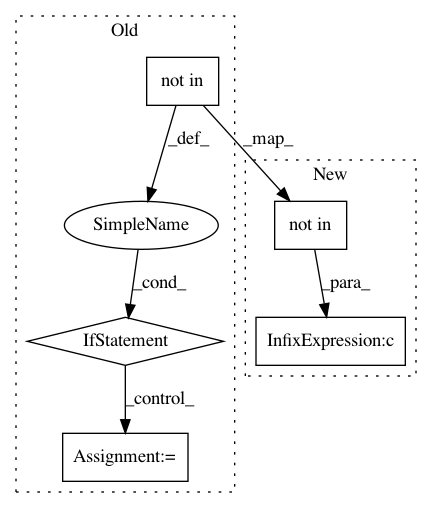 Old
not in
_def_
_map_
New
SimpleName
not in
_cond_
_para_
IfStatement
InfixExpression:c
_control_
Assignment:=